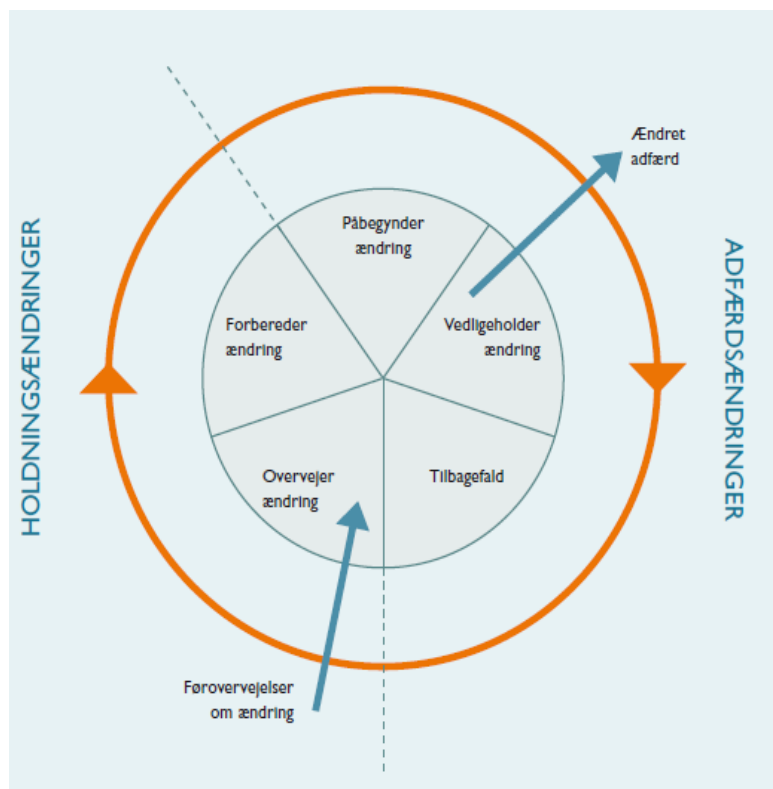 Ændret
adfærd
Påbegynder
ændring
Forbereder
ændring
Vedligeholder
ændring
HOLDNINGSÆNDRINGER
ADFÆRDSÆNDRINGER
Overvejer
ændring
Tilbagefald
Førovervejelser
om ændring